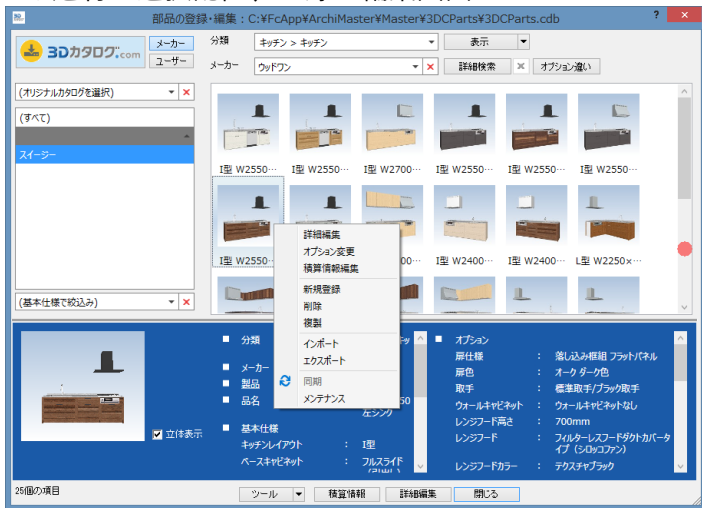 部品の登録・編集：C:¥FcApp¥ArchiMaster¥Master¥3DCParts¥3DCParts.cdb
? ×
3Dカタログ.com
メーカー
ユーザー
分類 キッチン > キッチン 表示
メーカー ウッドワン 詳細検索 オプション違い
(オリジナルカタログを選択)
(すべて)
スイージー
(基本仕様で絞込み)
I型 W2550… I型 W2550… I型 W2700… I型 W2550… I型 W2550… I型 W2550…
I型 W2550… 00… I型 W2400… I型 W2400… L型 W2250×…
詳細編集
オプション変更
積算情報編集
新規登録
削除
複製
インポート
エクスポート
同期
メンテナンス
立体表示
■ 分類
■ メーカー
■ 製品
■ 品名 50
左シンク
■ 基本仕様
キッチンレイアウト ： I型
ベースキャビネット ： フルスライド
■ オプション
扉仕様 ： 落し込み框組 フラットパネル
扉色 ： オーク ダーク色
取手 ： 標準取手/ブラック取手
ウォールキャビネット ： ウォールキャビネットなし
レンジフード高さ ： 700mm
レンジフード ： フィルターレスフードダクトカバータ
イプ（シロッコファン）
レンジフードカラー ： テクスチャブラック
25個の項目
ツール 積算情報 詳細編集 閉じる